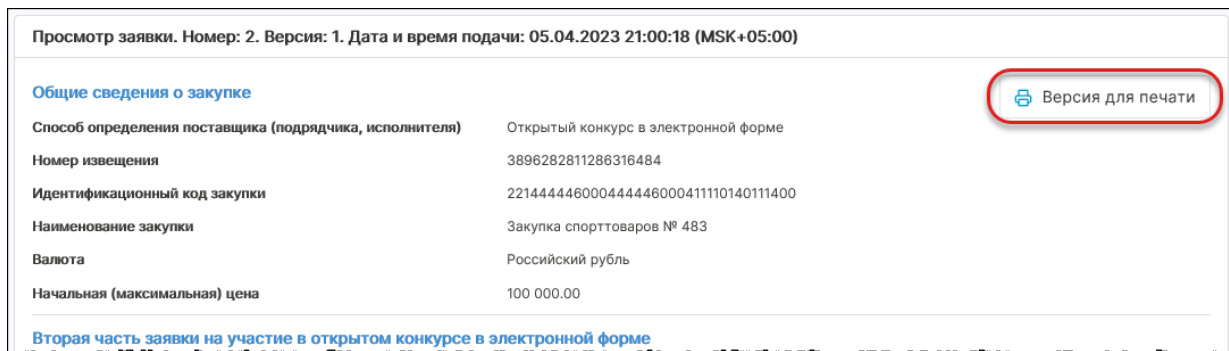 Просмотр заявки. Номер: 2. Версия: 1. Дата и время подачи: 05.04.2023 21:00:18 (MSK+05:00)
Общие сведения о закупке
Версия для печати
Способ определения поставщика (подрядчика, исполнителя) Открытый конкурс в электронной форме
Номер извещения 3896282811286316484
Идентификационный код закупки 221444446000444446000411110140111400
Наименование закупки Закупка спорттоваров № 483
Валюта Российский рубль
Начальная (максимальная) цена 100 000.00
Вторая часть заявки на участие в открытом конкурсе в электронной форме